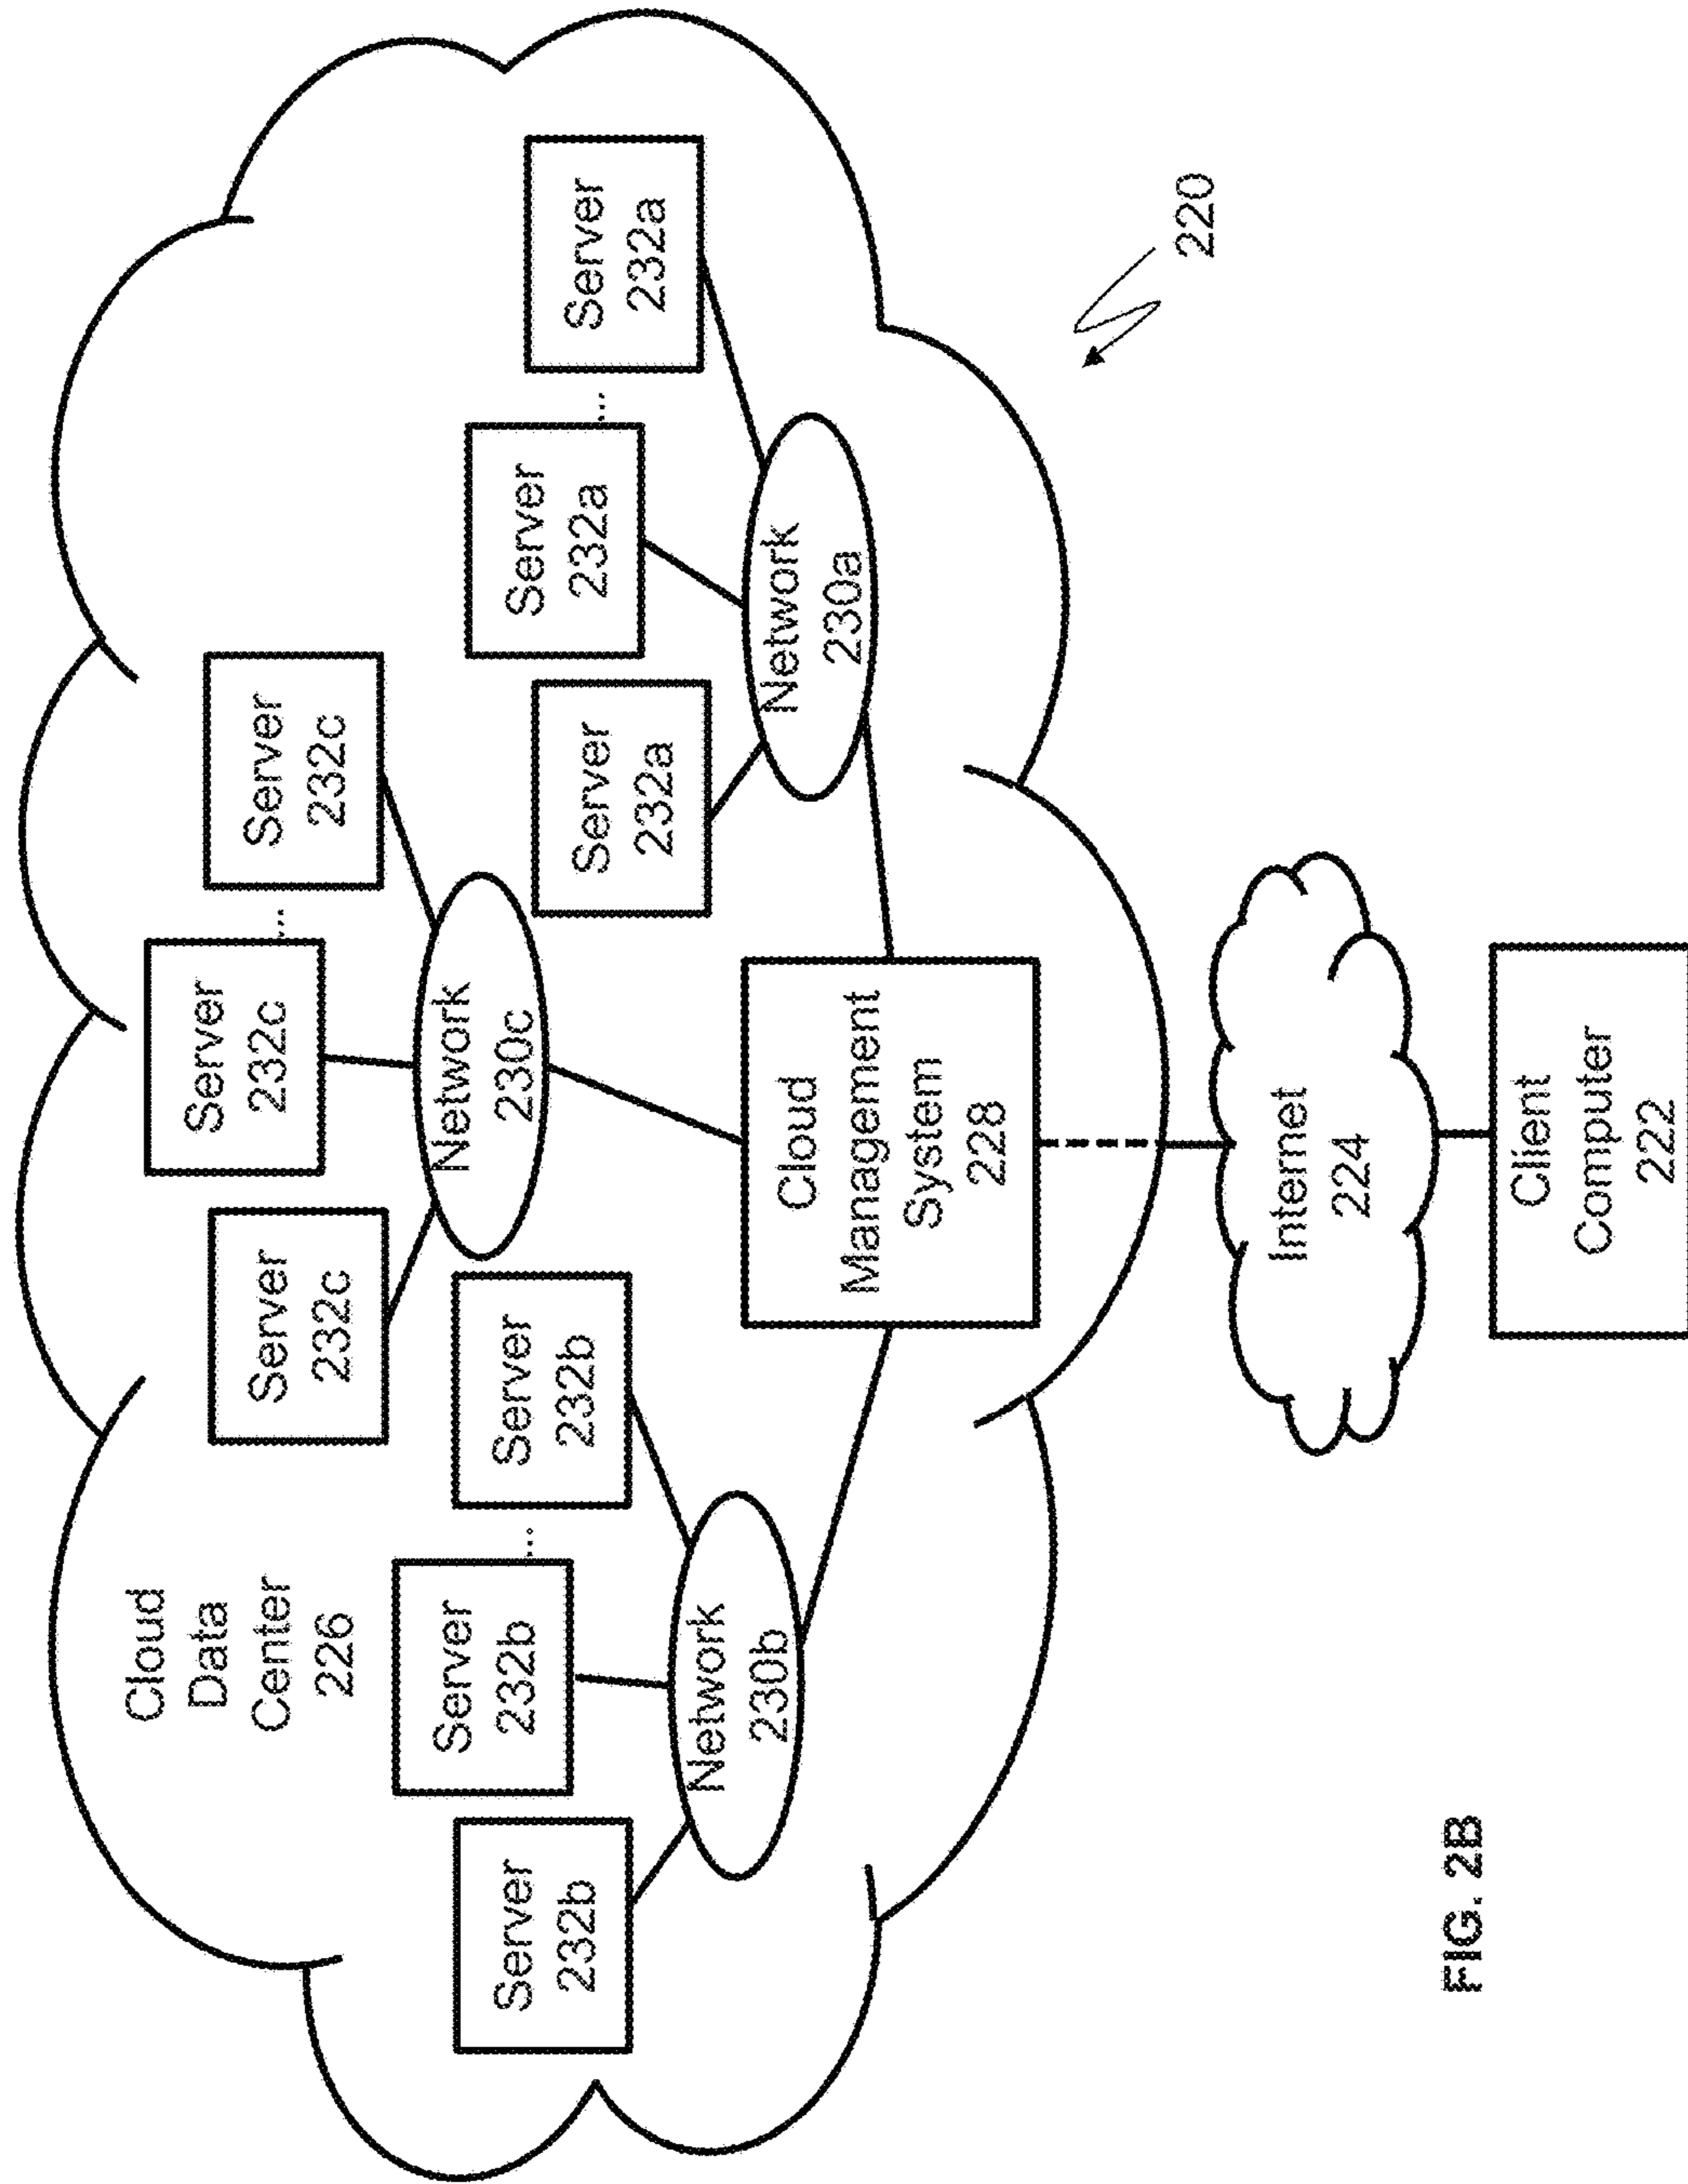 Cloud
Data
Center
226
Server
232c
Server
232c
...
Server
232c
Network
230c
Server
232b
Server
232b
...
Server
232b
Network
230b
Server
232a
Server
232a
...
Server
232a
Network
230a
Cloud
Management
System
228
220
Internet
224
Client
Computer
222
FIG. 2B